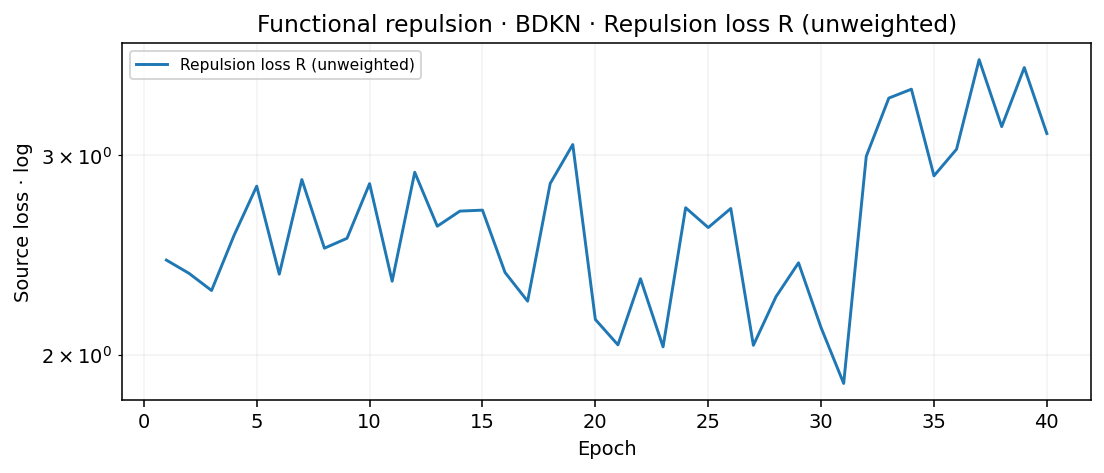 Functional repulsion · BDKN · Repulsion loss R (unweighted)
Repulsion loss R (unweighted)
Source loss · log
3 × 10⁰
2 × 10⁰
0 5 10 15 20 25 30 35 40
Epoch